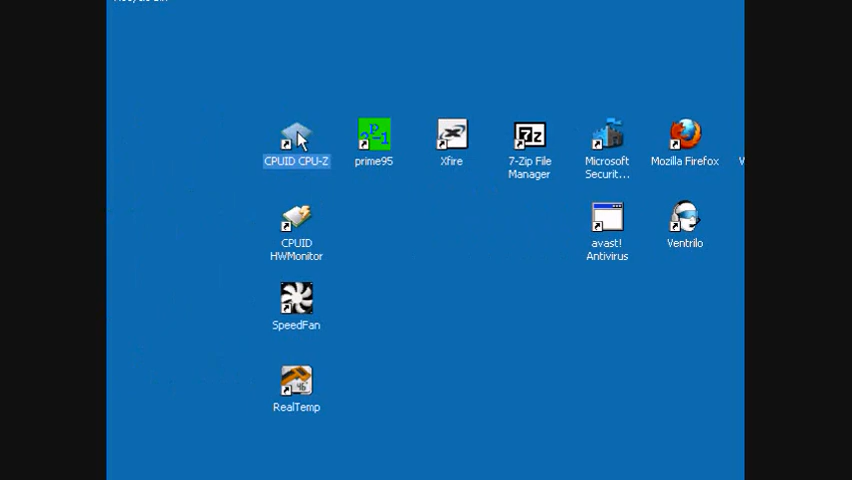 CPUID CPU-Z
prime95
Xfire
7-Zip File
Manager
Microsoft
Securit...
Mozilla Firefox
CPUID
HWMonitor
avast!
Antivirus
Ventrilo
SpeedFan
RealTemp